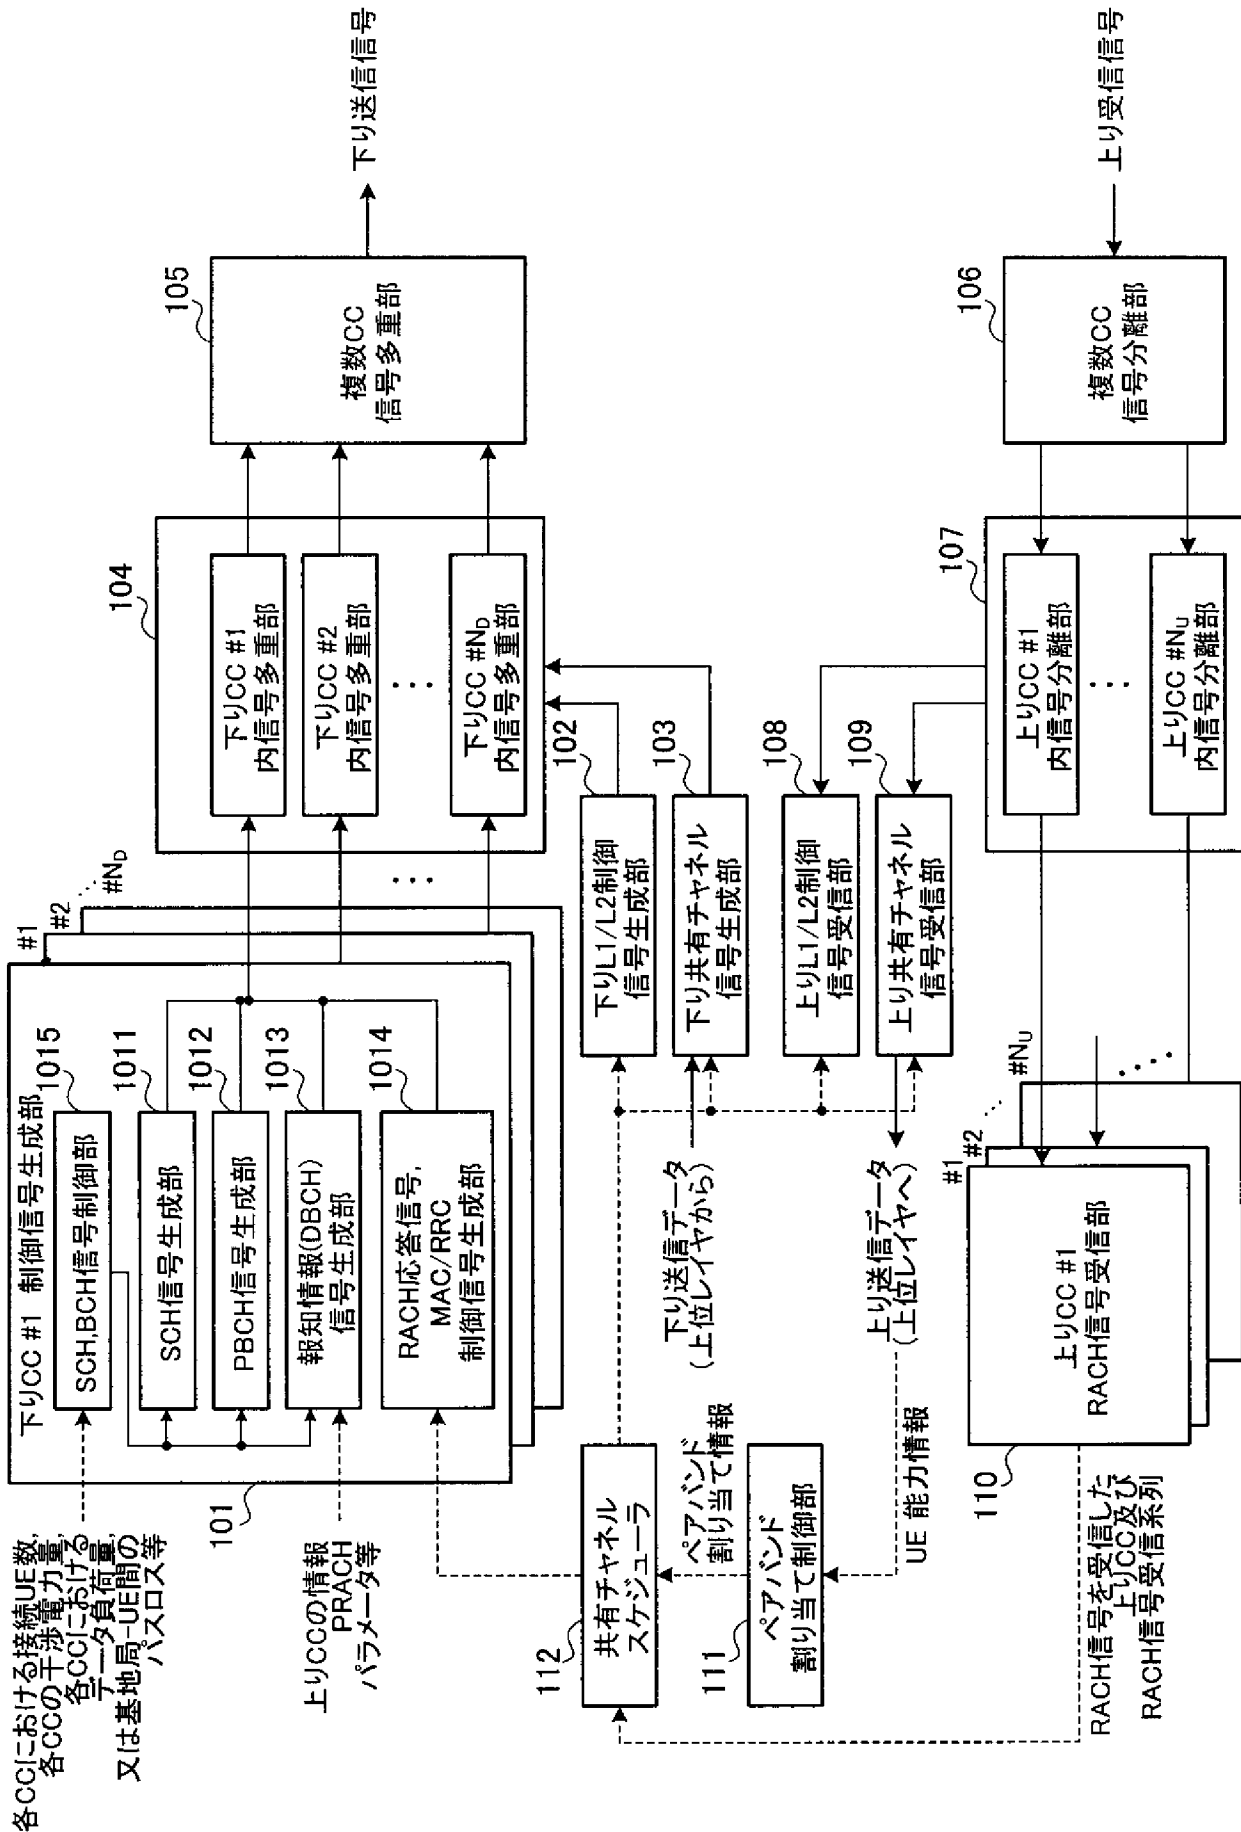 各CCにおける接続UE数,
各CCの干渉電力量,
各CCにおける
データ負荷量,
又は基地局-UE間の
パスロス等
101
下りCC #1 制御信号生成部
#1
#2
#N_D
1015
SCH,BCH信号制御部
1011
SCH信号生成部
1012
PBCH信号生成部
1013
報知情報(DBCH)
信号生成部
1014
RACH応答信号,
MAC/RRC
制御信号生成部
上りCCの情報
PRACH
パラメータ等
104
下りCC #1
内信号多重部
下りCC #2
内信号多重部
下りCC #N_D
内信号多重部
105
複数CC
信号多重部
下り送信信号
102
下りL1/L2制御
信号生成部
103
下り共有チャネル
信号生成部
下り送信データ
(上位レイヤから)
108
上りL1/L2制御
信号受信部
109
上り共有チャネル
信号受信部
上り送信データ
(上位レイヤへ)
112
共有チャネル
スケジューラ
ペアバンド
割り当て情報
111
ペアバンド
割り当て制御部
UE 能力情報
106
複数CC
信号分離部
上り受信信号
107
上りCC #1
内信号分離部
上りCC #N_U
内信号分離部
#1
#2
#N_U
110
上りCC #1
RACH信号受信部
RACH信号を受信した
上りCC及び
RACH信号受信系列